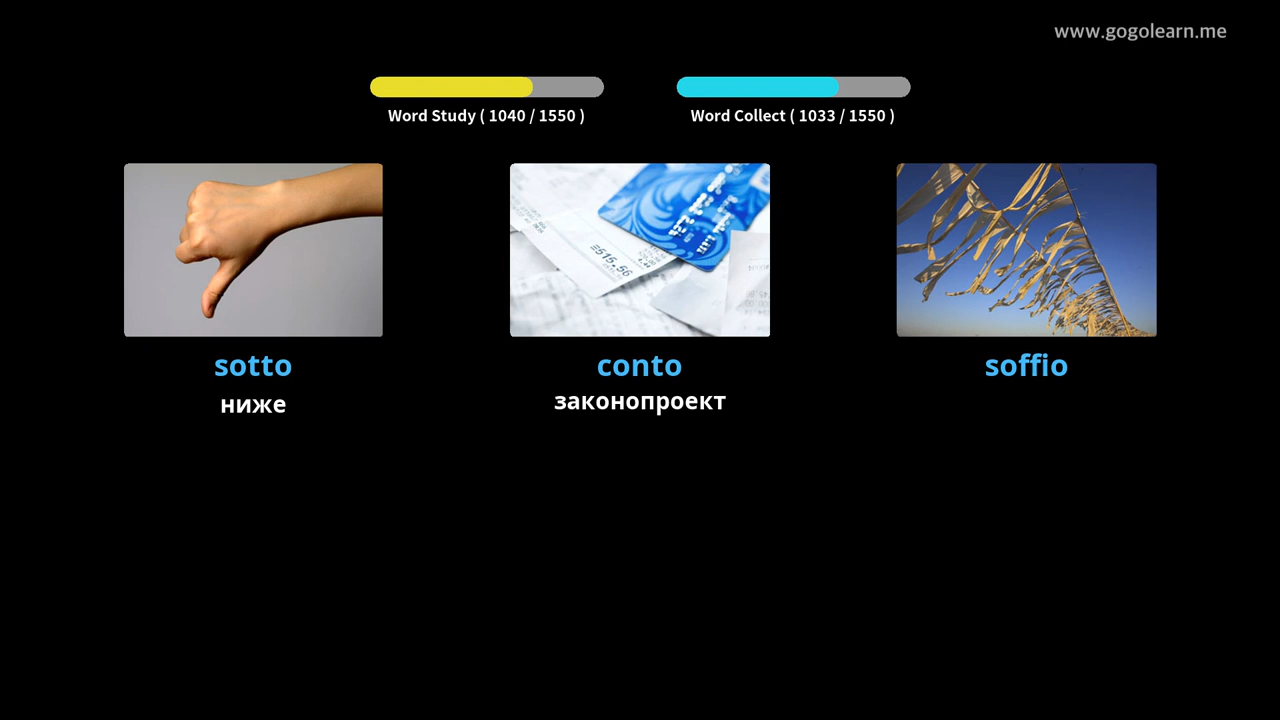 www.gogolearn.me
Word Study ( 1040 / 1550 )
Word Collect ( 1033 / 1550 )
sotto
conto
soffio
ниже
законопроект